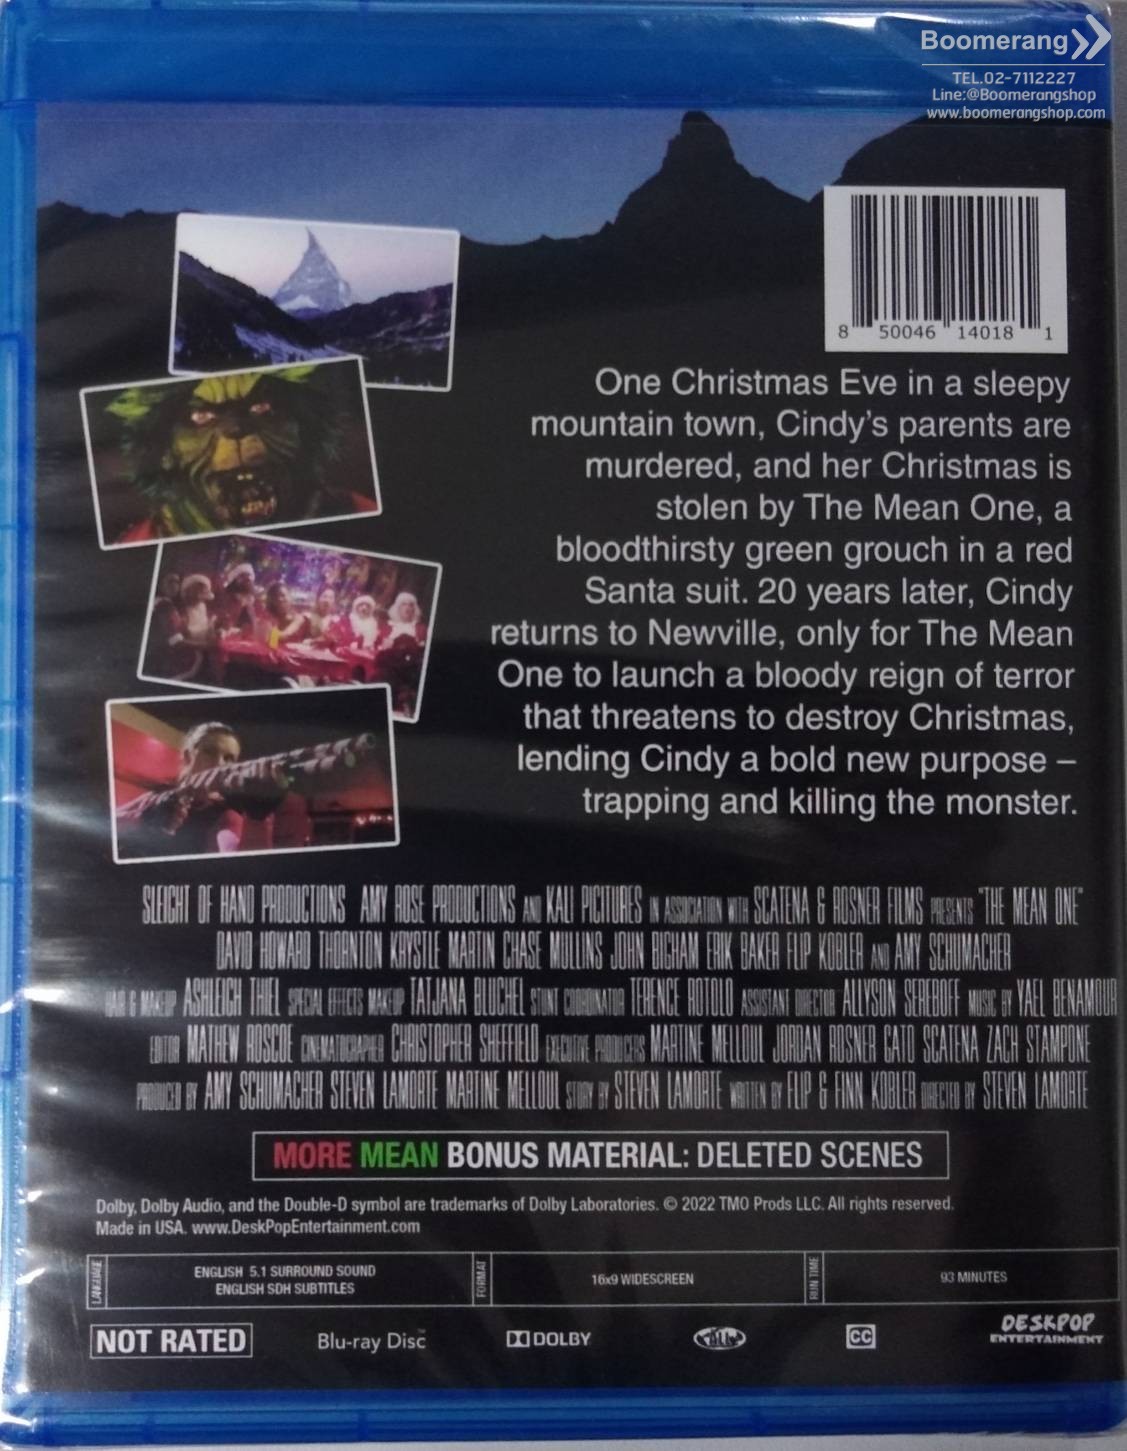 Boomerang
TEL.02-7112227
Line:@Boomerangshop
www.boomerangshop.com
8 50046 14018 1
One Christmas Eve in a sleepy
mountain town, Cindy's parents are
murdered, and her Christmas is
stolen by The Mean One, a
bloodthirsty green grouch in a red
Santa suit. 20 years later, Cindy
returns to Newville, only for The Mean
One to launch a bloody reign of terror
that threatens to destroy Christmas,
lending Cindy a bold new purpose –
trapping and killing the monster.
SLEIGHT OF HAND PRODUCTIONS AMY ROSE PRODUCTIONS AND KALI PICITURES IN ASSOCIATION WITH SCATENA & ROSNER FILMS PRESENTS "THE MEAN ONE"
DAVID HOWARD THORNTON KRYSTLE MARTIN CHASE MULLINS JOHN BIGHAM ERIK BAKER FLIP KOBLER AND AMY SCHUMACHER
HAIR & MAKEUP ASHLEIGH THIEL SPECIAL EFFECTS MAKEUP TATJANA BLUCHEL STUNT COORDINATOR TERENCE ROTOLO ASSISTANT DIRECTOR ALLYSON SEREBOFF MUSIC BY YAEL BENAMOUR
EDITOR MATHEW ROSCOE CINEMATOGRAPHER CHRISTOPHER SHEFFIELD EXECUTIVE PRODUCERS MARTINE MELLOUL JORDAN ROSNER GATO SCATENA ZACH STAMPONE
PRODUCED BY AMY SCHUMACHER STEVEN LAMORTE MARTINE MELLOUL STORY BY STEVEN LAMORTE WRITTEN BY FLIP & FINN KOBLER DIRECTED BY STEVEN LAMORTE
MORE MEAN BONUS MATERIAL: DELETED SCENES
Dolby, Dolby Audio, and the Double-D symbol are trademarks of Dolby Laboratories. © 2022 TMO Prods LLC. All rights reserved.
Made in USA. www.DeskPopEntertainment.com
LANGUAGE
ENGLISH 5.1 SURROUND SOUND
ENGLISH SDH SUBTITLES
FORMAT
16x9 WIDESCREEN
RUN TIME
93 MINUTES
NOT RATED
Blu-ray Disc™
DOLBY
CC
DESKPOP
ENTERTAINMENT